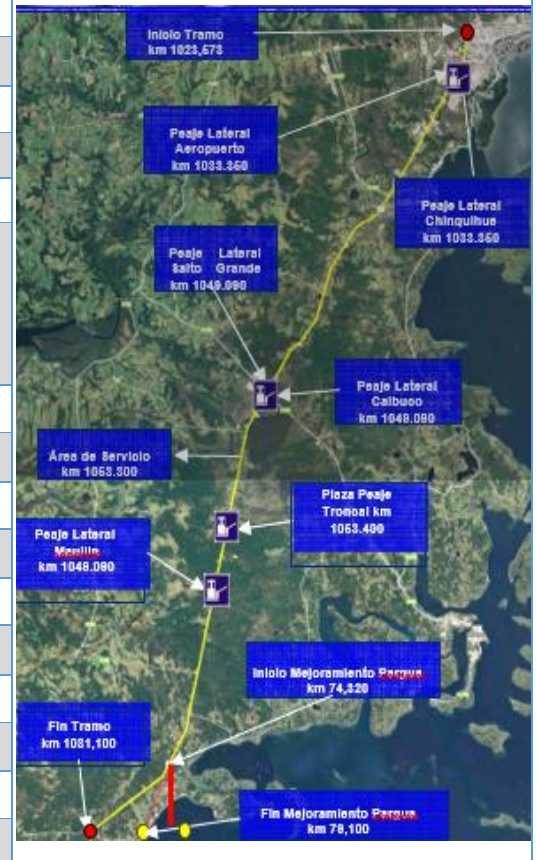 Inicio Tramo
km 1023,573
Peaje Lateral
Aeropuerto
km 1033.350
Peaje Lateral
Chinquihue
km 1033.350
Peaje Lateral
Salto Grande
km 1049.090
Peaje Lateral
Calbuco
km 1049.090
Área de Servicio
km 1053.300
Plaza Peaje
Troncal km
1053.400
Peaje Lateral
Maullín
km 1049.090
Inicio Mejoramiento Pargua
km 74,320
Fin Tramo
km 1081,100
Fin Mejoramiento Pargua
km 79,100